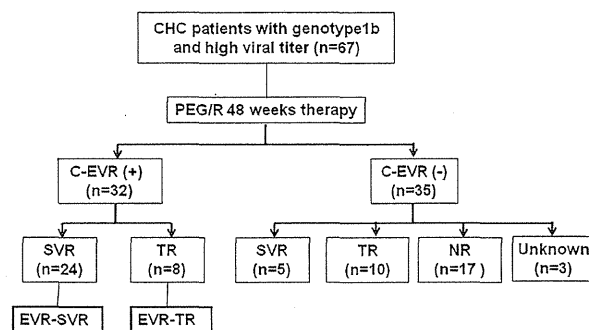 CHC patients with genotype1b
and high viral titer (n=67)
PEG/R 48 weeks therapy
C-EVR (+)
(n=32)
C-EVR (-)
(n=35)
SVR
(n=24)
TR
(n=8)
SVR
(n=5)
TR
(n=10)
NR
(n=17 )
Unknown
(n=3)
EVR-SVR
EVR-TR